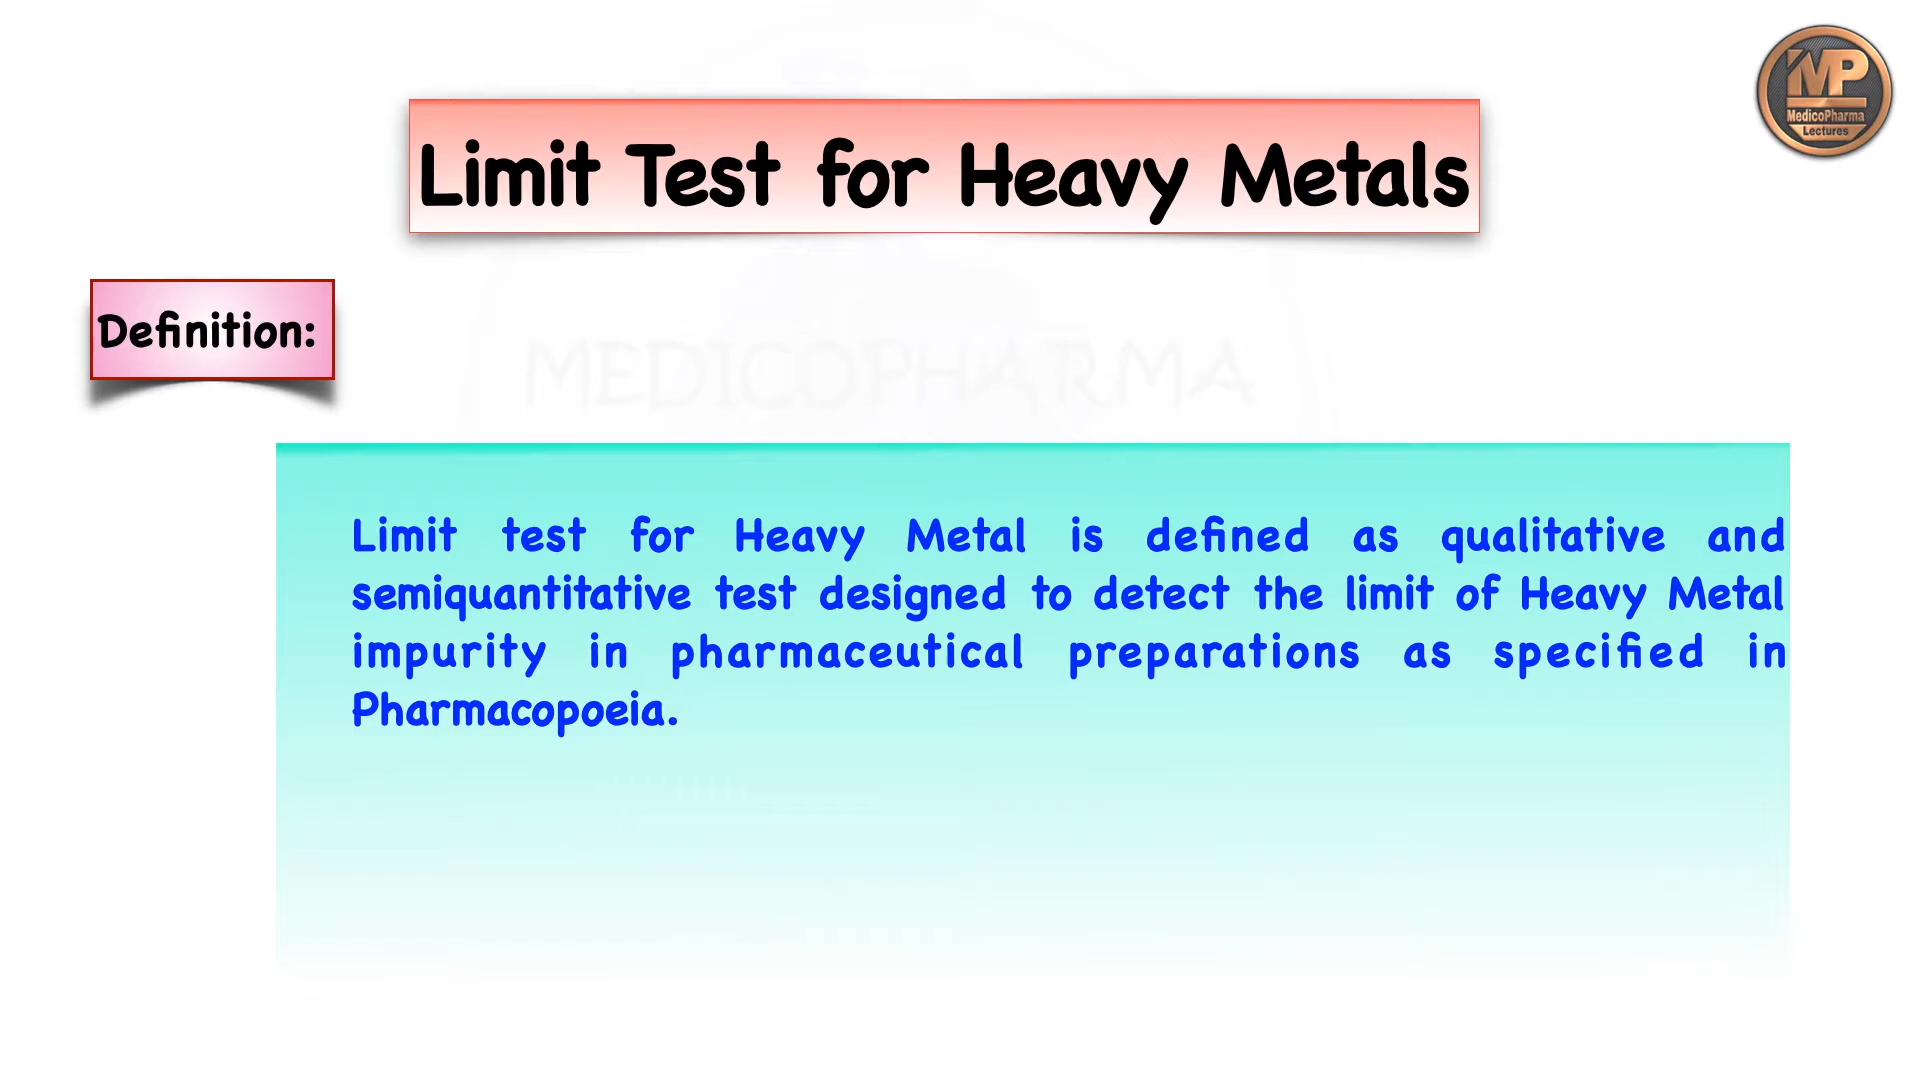 MP
MedicoPharma
Lectures
Limit Test for Heavy Metals
Definition:
MEDICOPHARMA
Limit test for Heavy Metal is defined as qualitative and
semiquantitative test designed to detect the limit of Heavy Metal
impurity in pharmaceutical preparations as specified in
Pharmacopoeia.